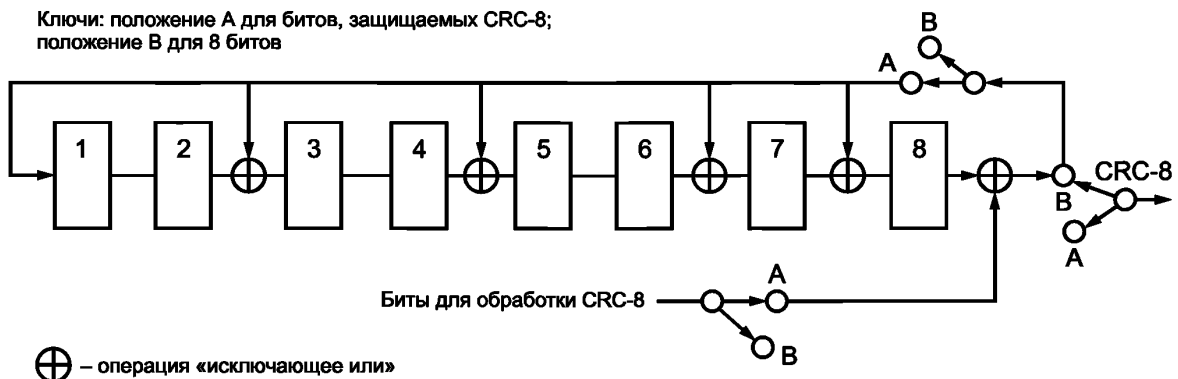 Ключи: положение A для битов, защищаемых CRC-8;
положение B для 8 битов
B
A
1 2 3 4 5 6 7 8
CRC-8
B
A
Биты для обработки CRC-8
A
B
– операция «исключающее или»